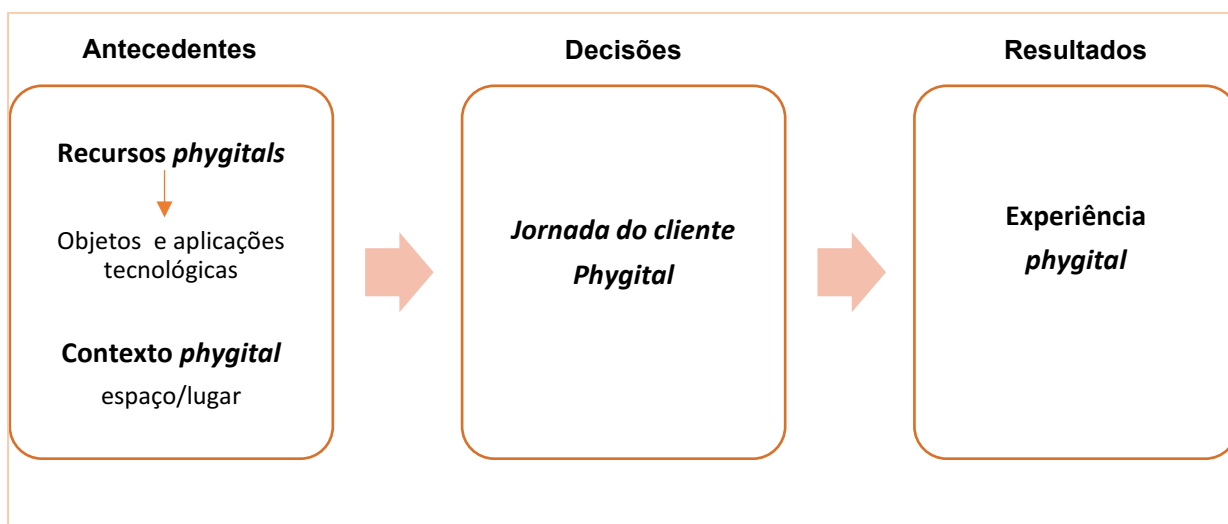 Antecedentes
Decisões
Resultados
Recursos phygitals
Objetos e aplicações
tecnológicas
Contexto phygital
espaço/lugar
Jornada do cliente
Phygital
Experiência
phygital